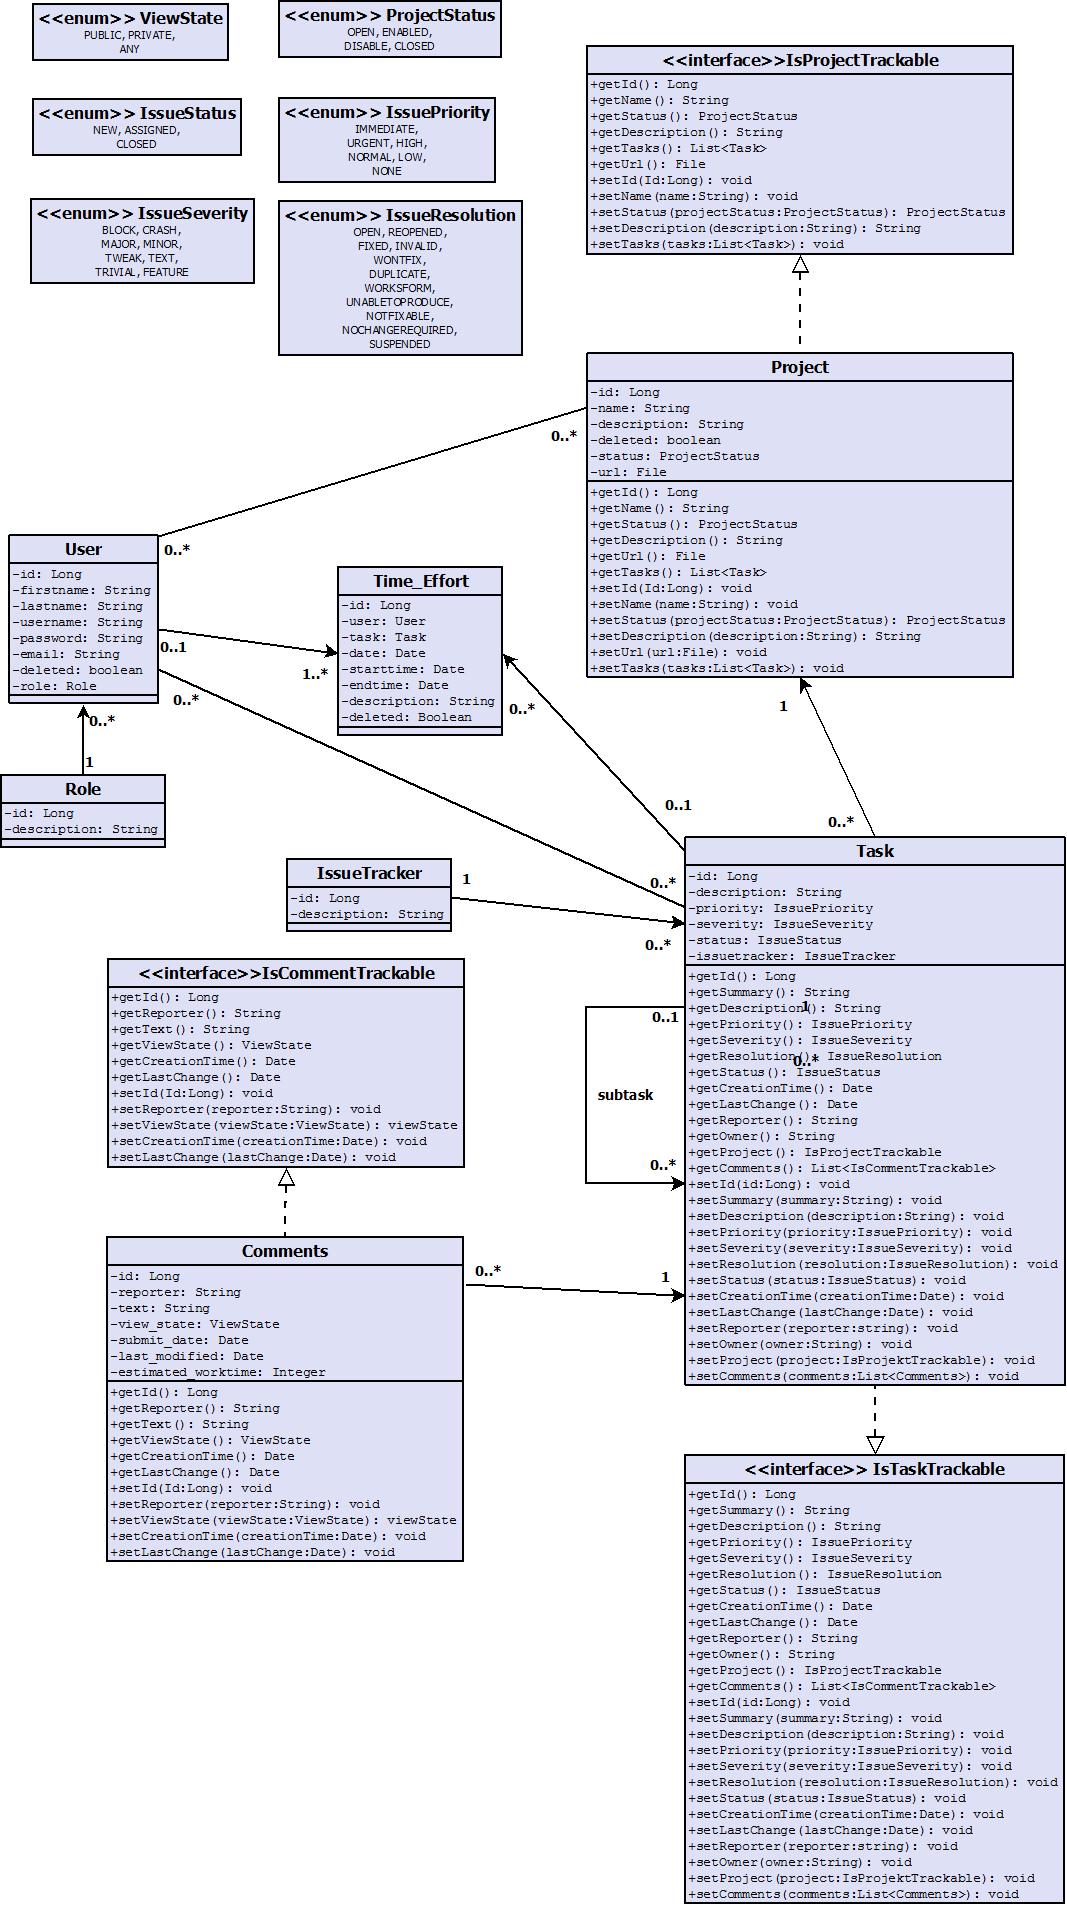 <<enum>> ViewState
PUBLIC, PRIVATE,
ANY
<<enum>> ProjectStatus
OPEN, ENABLED,
DISABLE, CLOSED
<<enum>> IssueStatus
NEW, ASSIGNED,
CLOSED
<<enum>> IssuePriority
IMMEDIATE,
URGENT, HIGH,
NORMAL, LOW,
NONE
<<enum>> IssueSeverity
BLOCK, CRASH,
MAJOR, MINOR,
TWEAK, TEXT,
TRIVIAL, FEATURE
<<enum>> IssueResolution
OPEN, REOPENED,
FIXED, INVALID,
WONTFIX,
DUPLICATE,
WORKSFORM,
UNABLETOPRODUCE,
NOTFIXABLE,
NOCHANGEREQUIRED,
SUSPENDED
<<interface>>IsProjectTrackable
+getId(): Long
+getName(): String
+getStatus(): ProjectStatus
+getDescription(): String
+getTasks(): List<Task>
+getUrl(): File
+setId(Id:Long): void
+setName(name:String): void
+setStatus(projectStatus:ProjectStatus): ProjectStatus
+setDescription(description:String): String
+setTasks(tasks:List<Task>): void
Project
-id: Long
-name: String
-description: String
-deleted: boolean
-status: ProjectStatus
-url: File
+getId(): Long
+getName(): String
+getStatus(): ProjectStatus
+getDescription(): String
+getUrl(): File
+getTasks(): List<Task>
+setId(Id:Long): void
+setName(name:String): void
+setStatus(projectStatus:ProjectStatus): ProjectStatus
+setDescription(description:String): String
+setUrl(url:File): void
+setTasks(tasks:List<Task>): void
0..*
0..*
User
-id: Long
-firstname: String
-lastname: String
-username: String
-password: String
-email: String
-deleted: boolean
-role: Role
0..1
1..*
0..*
0..*
1
Time_Effort
-id: Long
-user: User
-task: Task
-date: Date
-starttime: Date
-endtime: Date
-description: String
-deleted: Boolean
0..*
0..1
1
0..*
Role
-id: Long
-description: String
IssueTracker
-id: Long
-description: String
1
0..*
0..*
Task
-id: Long
-description: String
-priority: IssuePriority
-severity: IssueSeverity
-status: IssueStatus
-issuetracker: IssueTracker
+getId(): Long
+getSummary(): String
+getDescription(): String
+getPriority(): IssuePriority
+getSeverity(): IssueSeverity
+getResolution(): IssueResolution
+getStatus(): IssueStatus
+getCreationTime(): Date
+getLastChange(): Date
+getReporter(): String
+getOwner(): String
+getProject(): IsProjectTrackable
+getComments(): List<IsCommentTrackable>
+setId(id:Long): void
+setSummary(summary:String): void
+setDescription(description:String): void
+setPriority(priority:IssuePriority): void
+setSeverity(severity:IssueSeverity): void
+setResolution(resolution:IssueResolution): void
+setStatus(status:IssueStatus): void
+setCreationTime(creationTime:Date): void
+setLastChange(lastChange:Date): void
+setReporter(reporter:string): void
+setOwner(owner:String): void
+setProject(project:IsProjektTrackable): void
+setComments(comments:List<Comments>): void
1
0..*
0..1
subtask
0..*
<<interface>>IsCommentTrackable
+getId(): Long
+getReporter(): String
+getText(): String
+getViewState(): ViewState
+getCreationTime(): Date
+getLastChange(): Date
+setId(Id:Long): void
+setReporter(reporter:String): void
+setViewState(viewState:ViewState): viewState
+setCreationTime(creationTime:Date): void
+setLastChange(lastChange:Date): void
Comments
-id: Long
-reporter: String
-text: String
-view_state: ViewState
-submit_date: Date
-last_modified: Date
-estimated_worktime: Integer
+getId(): Long
+getReporter(): String
+getText(): String
+getViewState(): ViewState
+getCreationTime(): Date
+getLastChange(): Date
+setId(Id:Long): void
+setReporter(reporter:String): void
+setViewState(viewState:ViewState): viewState
+setCreationTime(creationTime:Date): void
+setLastChange(lastChange:Date): void
0..*
1
<<interface>> IsTaskTrackable
+getId(): Long
+getSummary(): String
+getDescription(): String
+getPriority(): IssuePriority
+getSeverity(): IssueSeverity
+getResolution(): IssueResolution
+getStatus(): IssueStatus
+getCreationTime(): Date
+getLastChange(): Date
+getReporter(): String
+getOwner(): String
+getProject(): IsProjectTrackable
+getComments(): List<IsCommentTrackable>
+setId(id:Long): void
+setSummary(summary:String): void
+setDescription(description:String): void
+setPriority(priority:IssuePriority): void
+setSeverity(severity:IssueSeverity): void
+setResolution(resolution:IssueResolution): void
+setStatus(status:IssueStatus): void
+setCreationTime(creationTime:Date): void
+setLastChange(lastChange:Date): void
+setReporter(reporter:string): void
+setOwner(owner:String): void
+setProject(project:IsProjektTrackable): void
+setComments(comments:List<Comments>): void